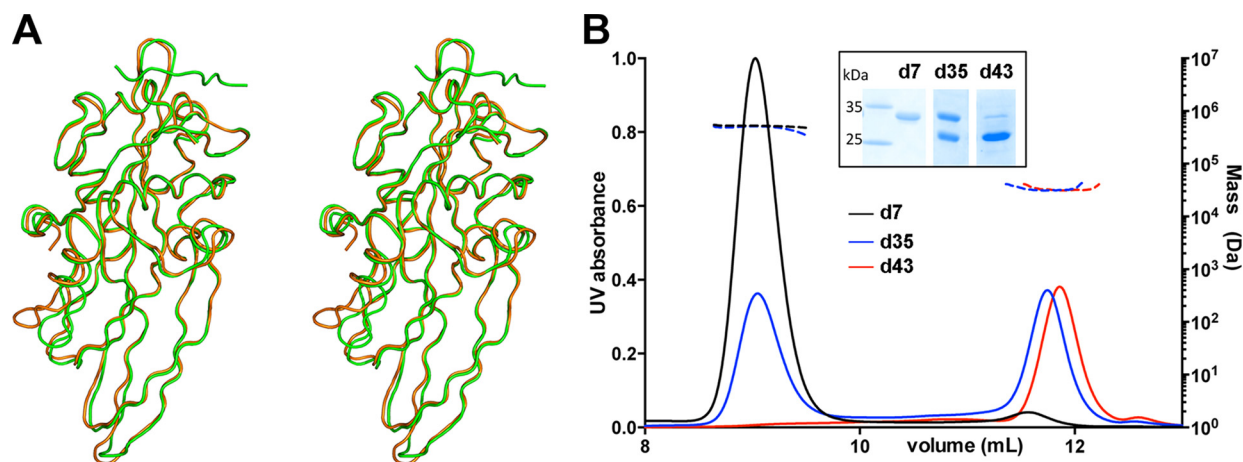 A
B
kDa
d7 d35 d43
35
25
1.0
0.8
0.6
0.4
0.2
0.0
UV absorbance
d7
d35
d43
10⁷
10⁶
10⁵
10⁴
10³
10²
10¹
10⁰
Mass (Da)
8 10 12
volume (mL)